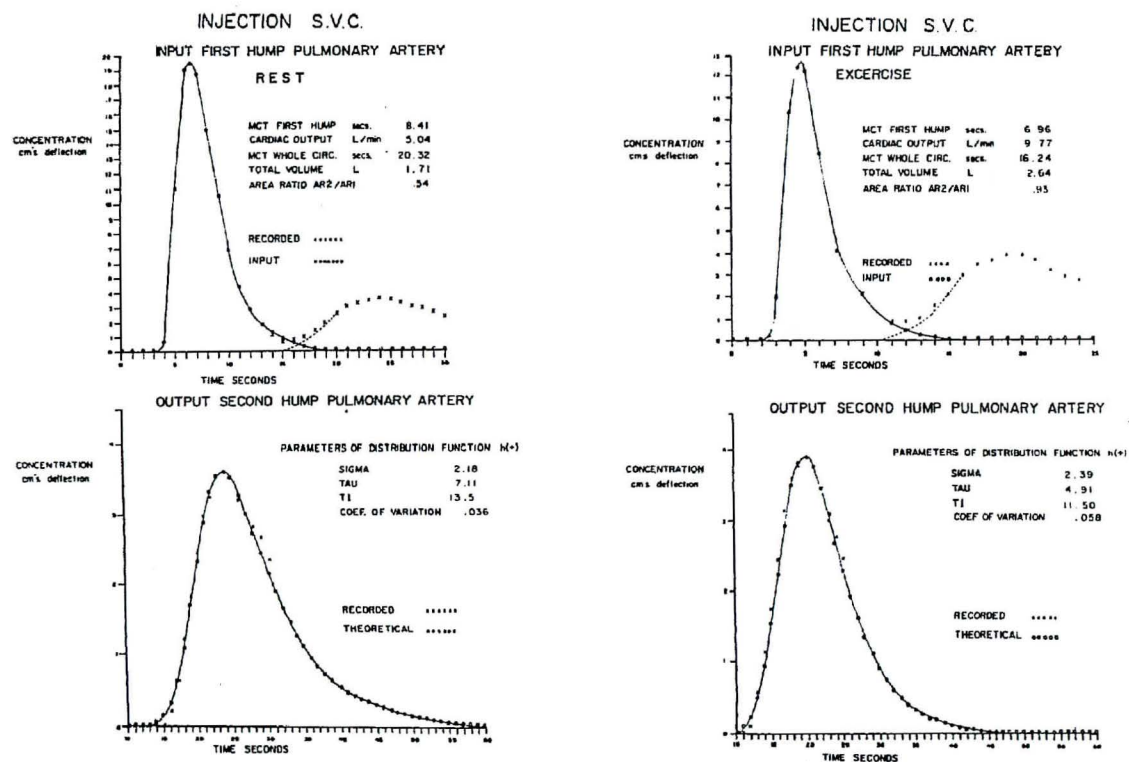 INJECTION S.V.C.
INPUT FIRST HUMP PULMONARY ARTERY
REST
CONCENTRATION
cm's deflection
MCT FIRST HUMP 8.41
CARDIAC OUTPUT L/min 5.04
MCT WHOLE CIRC. secs. 20.32
TOTAL VOLUME L 1.71
AREA RATIO AR2/AR1 .54
RECORDED
INPUT
TIME SECONDS
OUTPUT SECOND HUMP PULMONARY ARTERY
CONCENTRATION
cm's deflection
PARAMETERS OF DISTRIBUTION FUNCTION h(+)
SIGMA 2.18
TAU 7.11
T1 13.5
COEF. OF VARIATION .036
RECORDED
THEORETICAL
TIME SECONDS
INJECTION S.V.C.
INPUT FIRST HUMP PULMONARY ARTERY
EXCERCISE
CONCENTRATION
cm's deflection
MCT FIRST HUMP secs. 6.96
CARDIAC OUTPUT L/min 9.77
MCT WHOLE CIRC. secs. 16.24
TOTAL VOLUME L 2.64
AREA RATIO AR2/AR1 .93
RECORDED
INPUT
TIME SECONDS
OUTPUT SECOND HUMP PULMONARY ARTERY
CONCENTRATION
cm's deflection
PARAMETERS OF DISTRIBUTION FUNCTION h(+)
SIGMA 2.39
TAU 4.91
T1 11.50
COEF OF VARIATION .058
RECORDED
THEORETICAL
TIME SECONDS